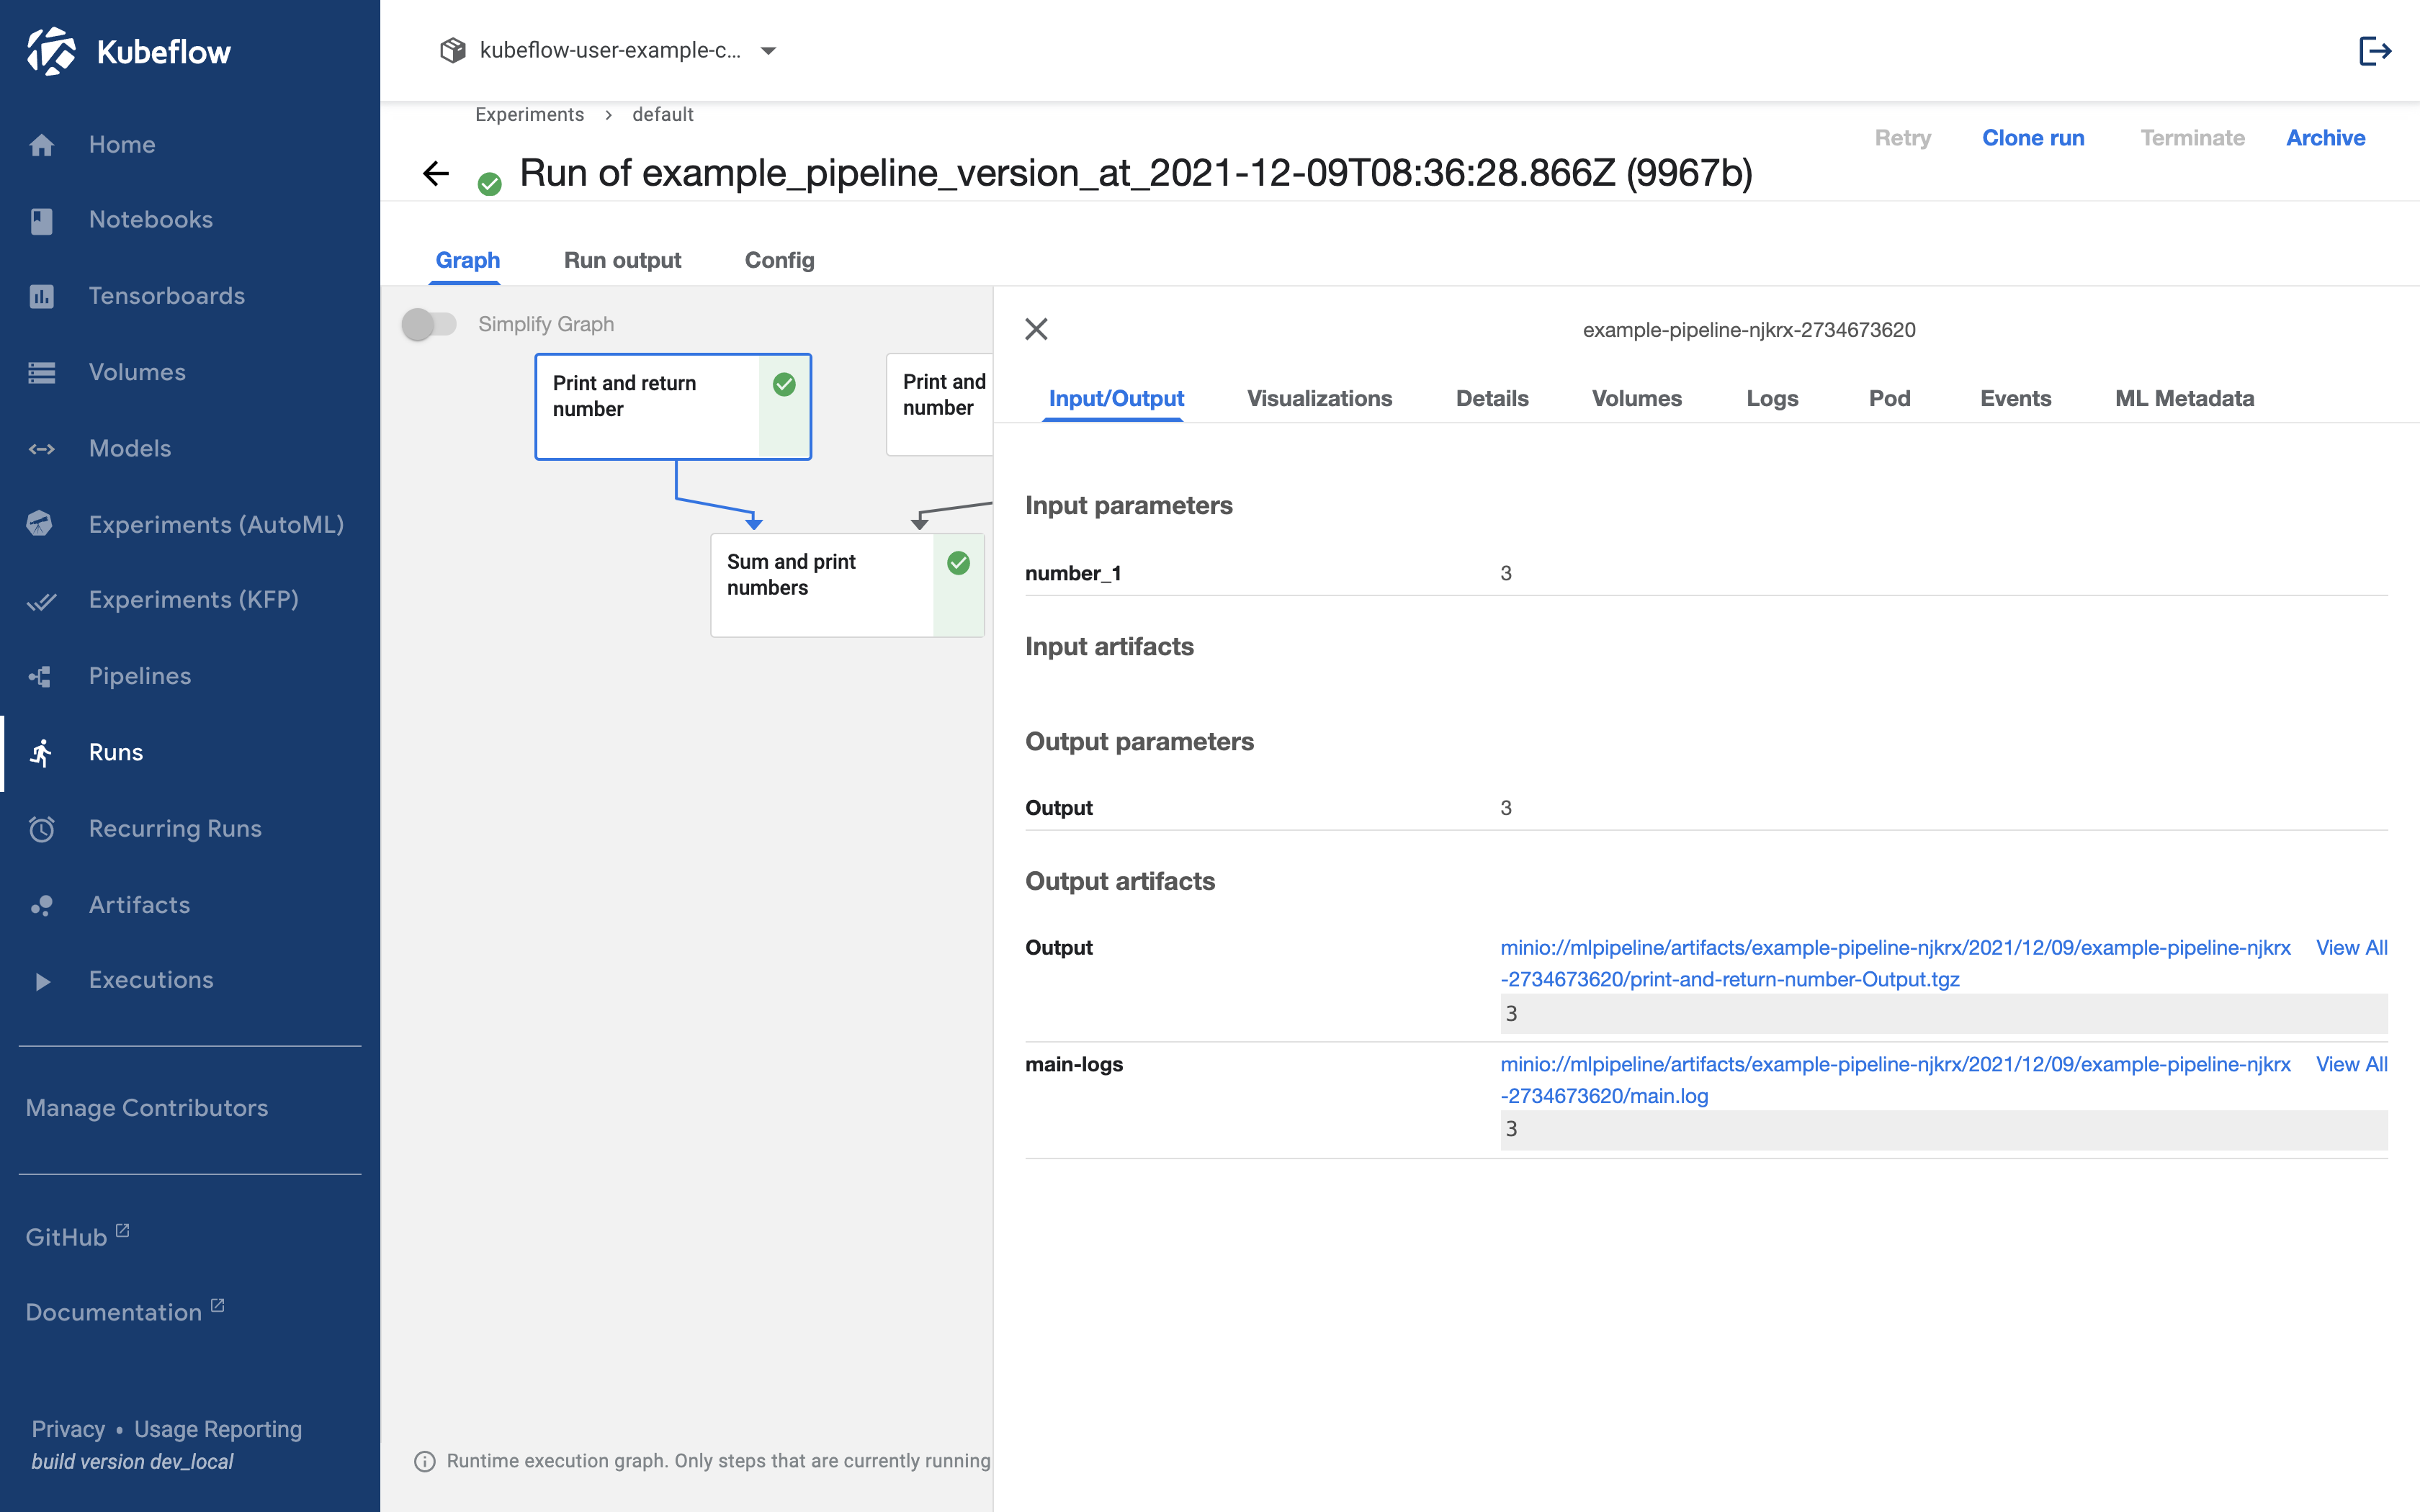 Kubeflow
Home
Notebooks
Tensorboards
Volumes
Models
Experiments (AutoML)
Experiments (KFP)
Pipelines
Runs
Recurring Runs
Artifacts
Executions
Manage Contributors
GitHub
Documentation
Privacy • Usage Reporting
build version dev_local
kubeflow-user-example-c...
Experiments > default
Retry Clone run Terminate Archive
Run of example_pipeline_version_at_2021-12-09T08:36:28.866Z (9967b)
Graph Run output Config
Simplify Graph
Print and return
number
Print and
number
Sum and print
numbers
Runtime execution graph. Only steps that are currently running
example-pipeline-njkrx-2734673620
Input/Output Visualizations Details Volumes Logs Pod Events ML Metadata
Input parameters
number_1 3
Input artifacts
Output parameters
Output 3
Output artifacts
Output minio://mlpipeline/artifacts/example-pipeline-njkrx/2021/12/09/example-pipeline-njkrx View All
-2734673620/print-and-return-number-Output.tgz
3
main-logs minio://mlpipeline/artifacts/example-pipeline-njkrx/2021/12/09/example-pipeline-njkrx View All
-2734673620/main.log
3